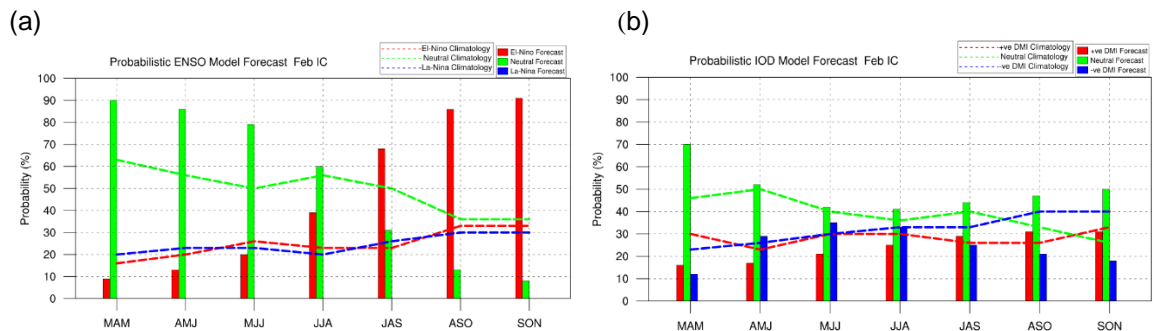 (a)
Probabilistic ENSO Model Forecast Feb IC
El-Nino Climatology
Neutral Climatology
La-Nina Climatology
El-Nino Forecast
Neutral Forecast
La-Nina Forecast
Probability (%)
100
90
80
70
60
50
40
30
20
10
0
MAM AMJ MJJ JJA JAS ASO SON
(b)
Probabilistic IOD Model Forecast Feb IC
+ve DMI Climatology
Neutral Climatology
-ve DMI Climatology
+ve DMI Forecast
Neutral Forecast
-ve DMI Forecast
Probability (%)
100
90
80
70
60
50
40
30
20
10
0
MAM AMJ MJJ JJA JAS ASO SON